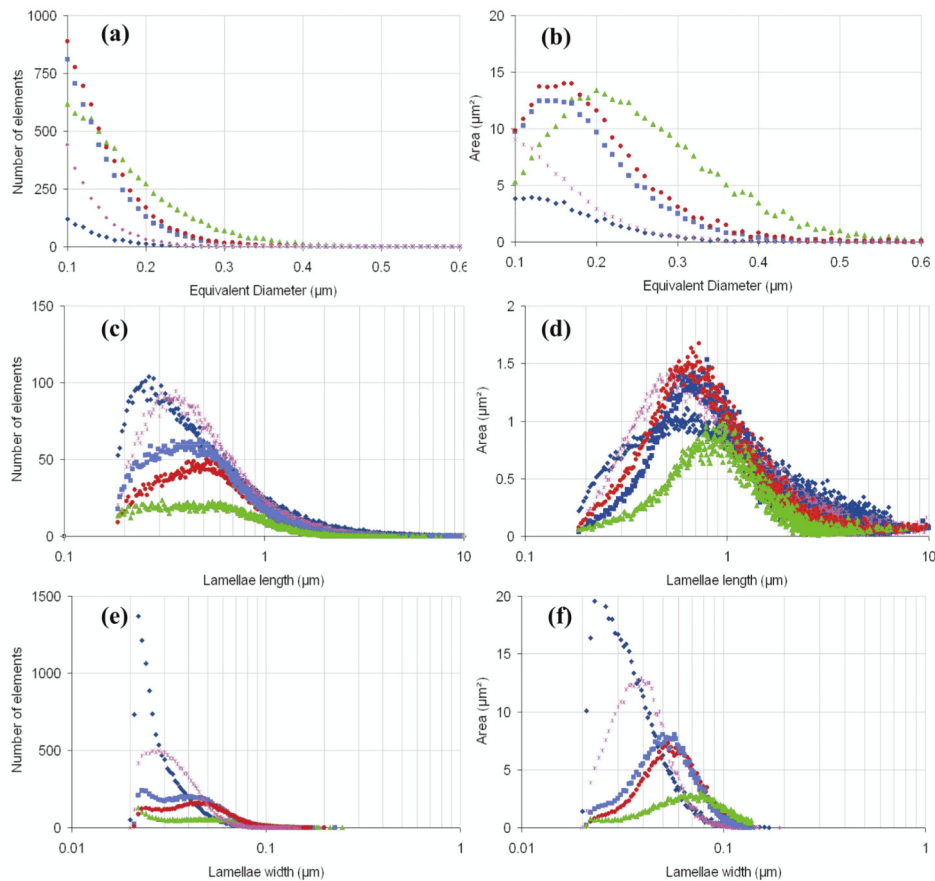 (a)
Number of elements
1000
750
500
250
0
0.1 0.2 0.3 0.4 0.5 0.6
Equivalent Diameter (µm)
(b)
Area (µm²)
20
15
10
5
0
0.1 0.2 0.3 0.4 0.5 0.6
Equivalent Diameter (µm)
(c)
Number of elements
150
100
50
0
0.1 1 10
Lamellae length (µm)
(d)
Area (µm²)
2
1.5
1
0.5
0
0.1 1 10
Lamellae length (µm)
(e)
Number of elements
1500
1000
500
0
0.01 0.1 1
Lamellae width (µm)
(f)
Area (µm²)
20
15
10
5
0
0.01 0.1 1
Lamellae width (µm)